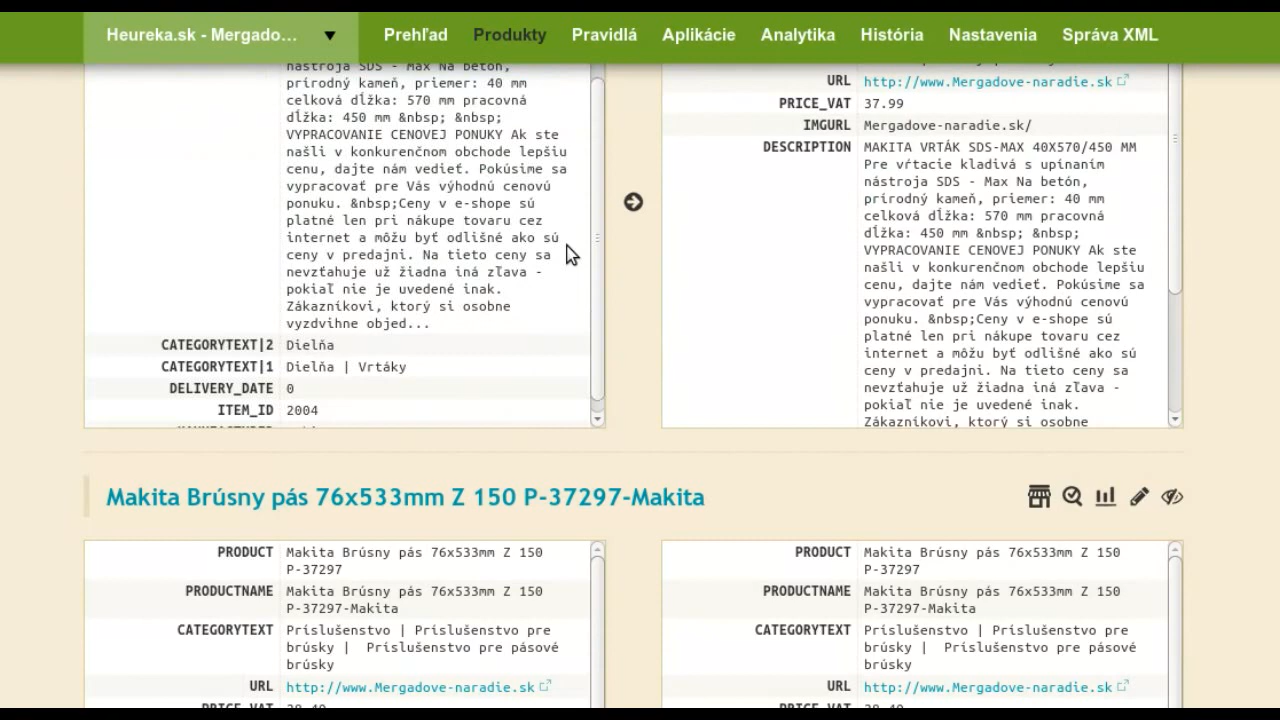 Heureka.sk - Mergado... Prehľad Produkty Pravidlá Aplikácie Analytika História Nastavenia Správa XML
nástroja SDS - Max Na betón,
prírodný kameň, priemer: 40 mm
celková dĺžka: 570 mm pracovná
dĺžka: 450 mm &nbsp; &nbsp;
VYPRACOVANIE CENOVEJ PONUKY Ak ste
našli v konkurenčnom obchode lepšiu
cenu, dajte nám vedieť. Pokúsime sa
vypracovať pre Vás výhodnú cenovú
ponuku. &nbsp;Ceny v e-shope sú
platné len pri nákupe tovaru cez
internet a môžu byť odlišné ako sú
ceny v predajni. Na tieto ceny sa
nevzťahuje už žiadna iná zľava -
pokiaľ nie je uvedené inak.
Zákazníkovi, ktorý si osobne
vyzdvihne objed...
CATEGORYTEXT|2 Dielňa
CATEGORYTEXT|1 Dielňa | Vrtáky
DELIVERY_DATE 0
ITEM_ID 2004
URL http://www.Mergadove-naradie.sk
PRICE_VAT 37.99
IMGURL Mergadove-naradie.sk/
DESCRIPTION MAKITA VRTÁK SDS-MAX 40X570/450 MM
Pre vŕtacie kladivá s upínaním
nástroja SDS - Max Na betón,
prírodný kameň, priemer: 40 mm
celková dĺžka: 570 mm pracovná
dĺžka: 450 mm &nbsp; &nbsp;
VYPRACOVANIE CENOVEJ PONUKY Ak ste
našli v konkurenčnom obchode lepšiu
cenu, dajte nám vedieť. Pokúsime sa
vypracovať pre Vás výhodnú cenovú
ponuku. &nbsp;Ceny v e-shope sú
platné len pri nákupe tovaru cez
internet a môžu byť odlišné ako sú
ceny v predajni. Na tieto ceny sa
nevzťahuje už žiadna iná zľava -
pokiaľ nie je uvedené inak.
Zákazníkovi, ktorý si osobne
Makita Brúsny pás 76x533mm Z 150 P-37297-Makita
PRODUCT Makita Brúsny pás 76x533mm Z 150
P-37297
PRODUCTNAME Makita Brúsny pás 76x533mm Z 150
P-37297-Makita
CATEGORYTEXT Príslušenstvo | Príslušenstvo pre
brúsky | Príslušenstvo pre pásové
brúsky
URL http://www.Mergadove-naradie.sk
PRODUCT Makita Brúsny pás 76x533mm Z 150
P-37297
PRODUCTNAME Makita Brúsny pás 76x533mm Z 150
P-37297-Makita
CATEGORYTEXT Príslušenstvo | Príslušenstvo pre
brúsky | Príslušenstvo pre pásové
brúsky
URL http://www.Mergadove-naradie.sk